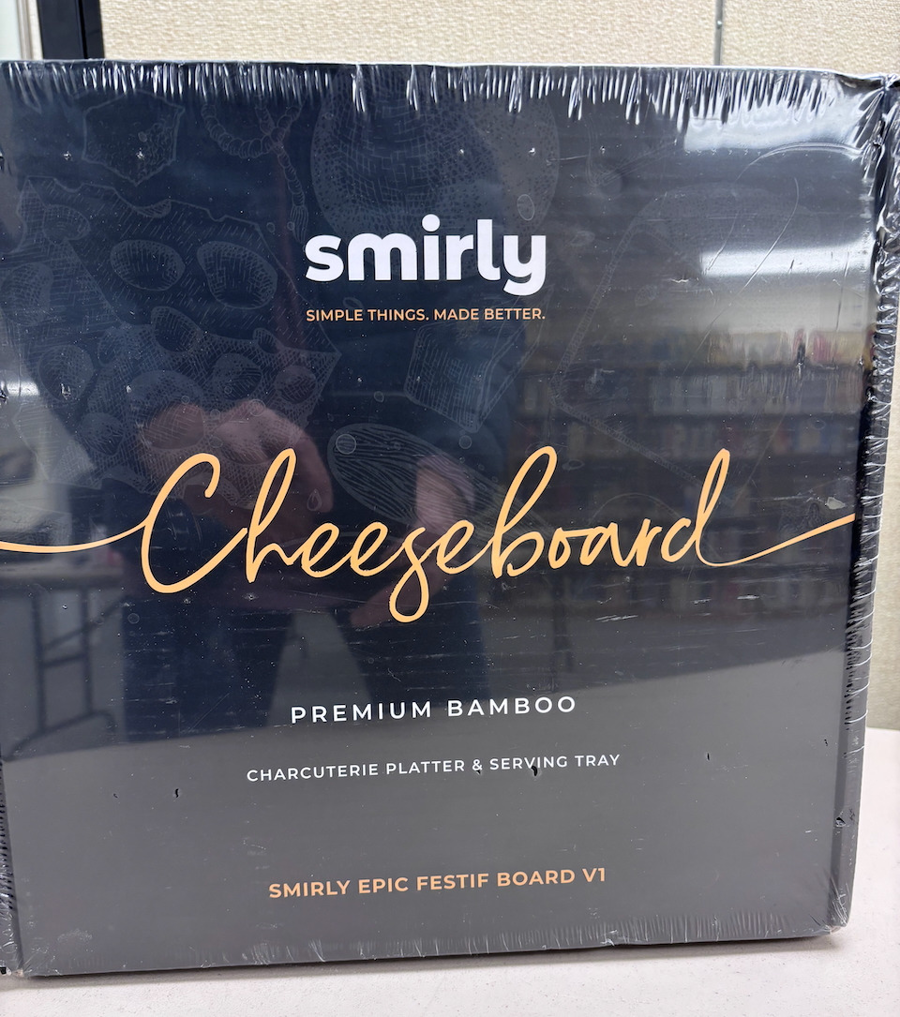 smirly
SIMPLE THINGS. MADE BETTER.
Cheeseboard
PREMIUM BAMBOO
CHARCUTERIE PLATTER & SERVING TRAY
SMIRLY EPIC FESTIF BOARD V1